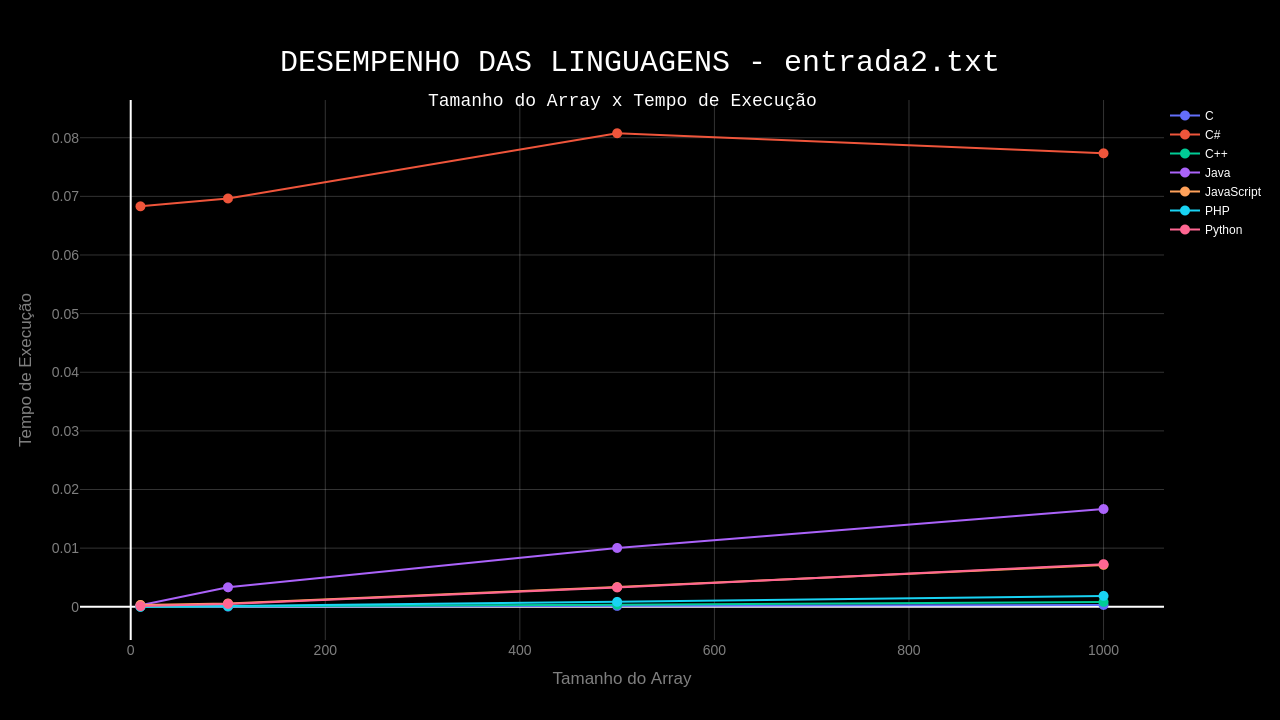 DESEMPENHO DAS LINGUAGENS - entrada2.txt
Tamanho do Array x Tempo de Execução
C
C#
C++
Java
JavaScript
PHP
Python
Tempo de Execução
0.08
0.07
0.06
0.05
0.04
0.03
0.02
0.01
0
0 200 400 600 800 1000
Tamanho do Array